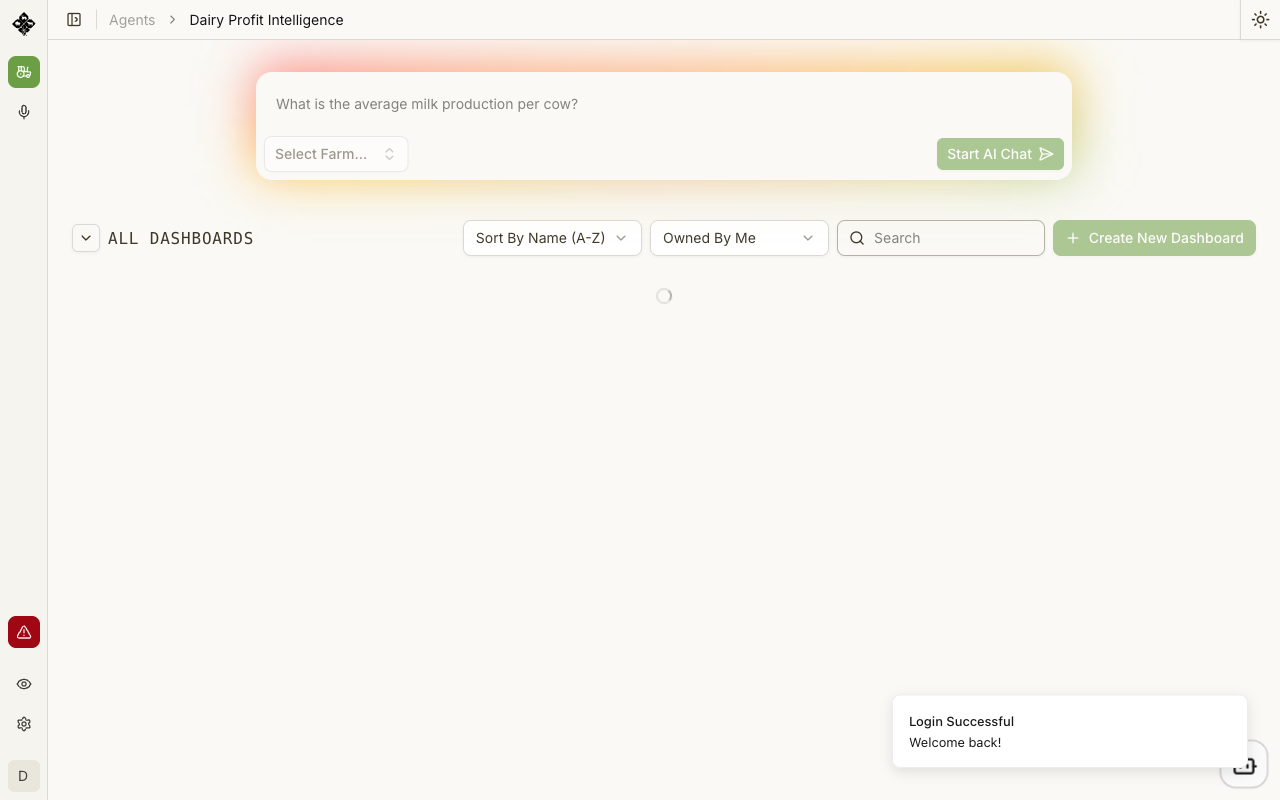 Agents
Dairy Profit Intelligence
What is the average milk production per cow?
Select Farm...
Start AI Chat
ALL DASHBOARDS
Sort By Name (A-Z)
Owned By Me
Search
Create New Dashboard
Login Successful
Welcome back!
D